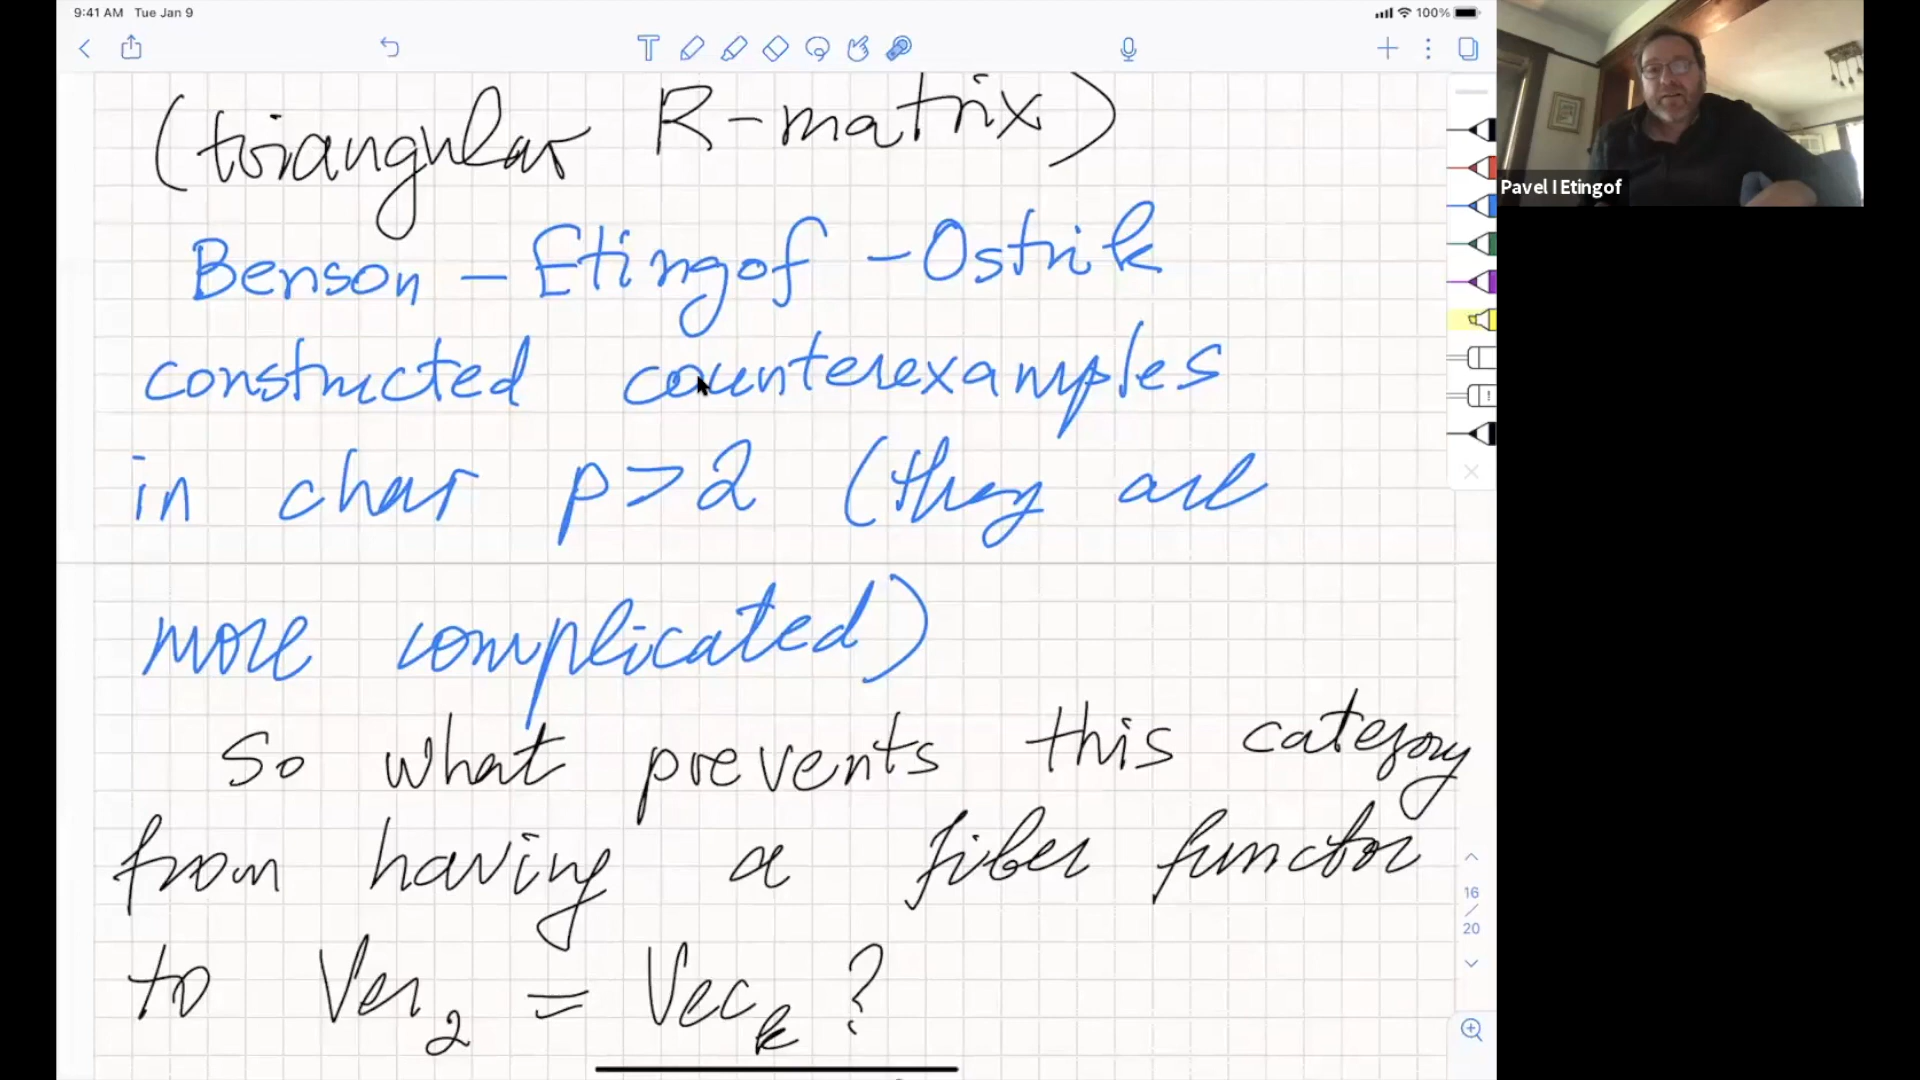 9:41 AM Tue Jan 9
100%
(triangular R-matrix)
Pavel I Etingof
Benson - Etingof - Ostrik
constructed counterexamples
in char p>2 (they are
more complicated)
So what prevents this category
from having a fiber functor
16
/
20
to Ver₂ = Vec_k ?